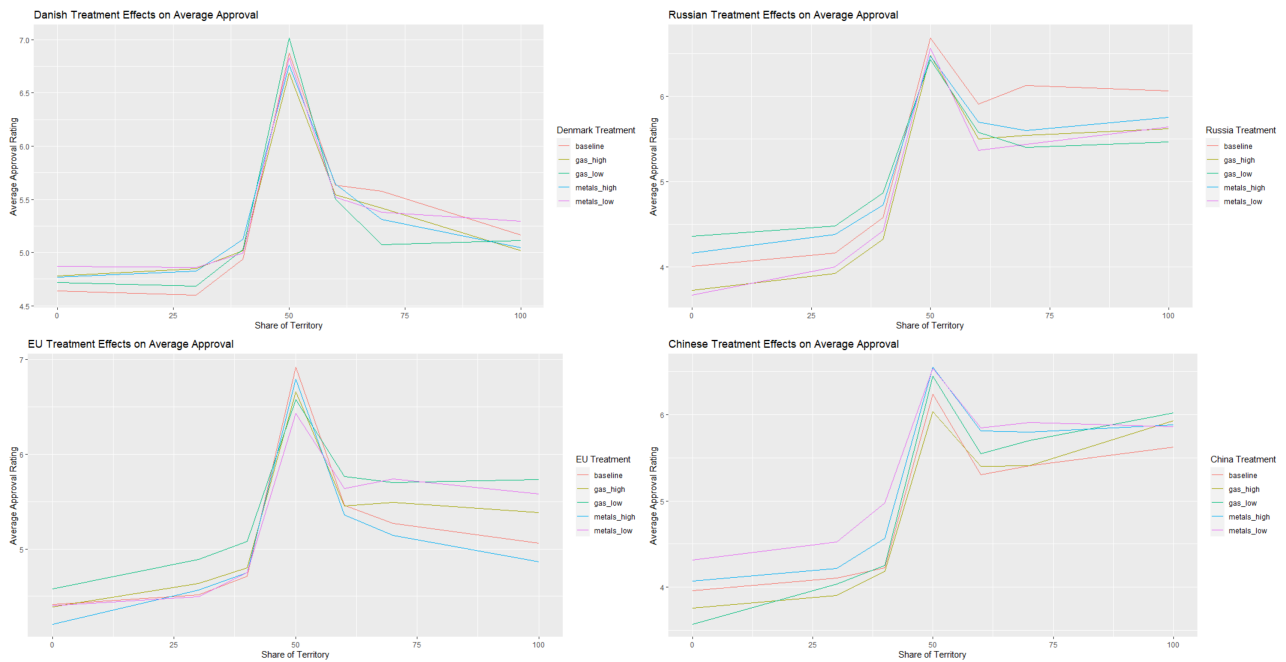 Danish Treatment Effects on Average Approval
7.0
6.5
6.0
5.5
5.0
4.5
Average Approval Rating
0
25
50
75
100
Share of Territory
Denmark Treatment
baseline
gas_high
gas_low
metals_high
metals_low
Russian Treatment Effects on Average Approval
6
5
4
Average Approval Rating
0
25
50
75
100
Share of Territory
Russia Treatment
baseline
gas_high
gas_low
metals_high
metals_low
EU Treatment Effects on Average Approval
7
6
5
Average Approval Rating
0
25
50
75
100
Share of Territory
EU Treatment
baseline
gas_high
gas_low
metals_high
metals_low
Chinese Treatment Effects on Average Approval
6
5
4
Average Approval Rating
0
25
50
75
100
Share of Territory
China Treatment
baseline
gas_high
gas_low
metals_high
metals_low